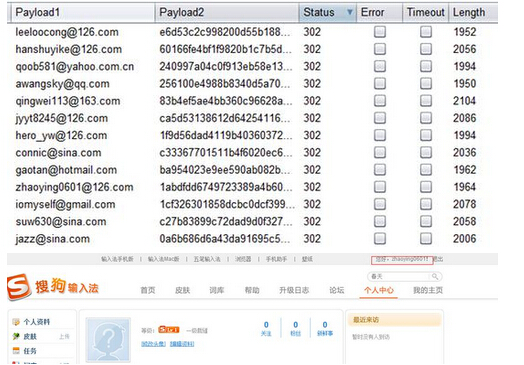 Payload1 Payload2 Status Error Timeout Length
leeloocong@126.com e6d53c2c998200d55b188... 302 1952
hanshuyike@126.com 60166fe4bf1f9820b1c7b5d... 302 2056
qoob581@yahoo.com.cn 240997a04c0f913eb58e13... 302 1994
awangsky@qq.com 256100e4988b8340d5a70... 302 1950
qingwei113@163.com 83b4ef5ae4bb360c96628a... 302 2104
jyyt8245@126.com ca5d53138612d64254116... 302 2086
hero_yw@126.com 1f9d56dad4119b40360372... 302 1994
connic@sina.com c33367701511b4f6020ec6... 302 2036
gaotan@hotmail.com ba954023e9ee590ab082b... 302 1962
zhaoying0601@126.com 1abdfdd6749723389a4b60... 302 1964
iomyself@gmail.com 1cf326301858dcbc0dcf399... 302 2078
suw630@sina.com c27b83899c72dad9d0f327... 302 2058
jazz@sina.com 0a6b686d6a43da91695c5... 302 2006
输入法手机版 | 输入法Mac版 | 五笔输入法 | 浏览器 | 手机助手 | 壁纸 您好，zhaoying0601! 退出
春天
S 搜狗输入法 首页 皮肤 词库 帮助 升级日志 论坛 个人中心 我的主页
个人资料
皮肤 上传
任务
等级： 一级数键
[修改头像] [编辑资料]
0 0 0
关注 粉丝 新鲜事
最近来访
暂时没有人到访